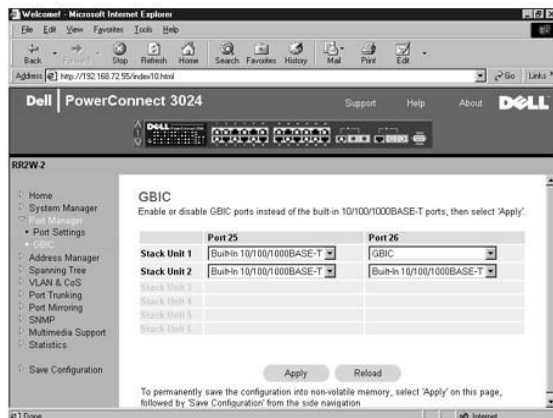 Welcome! - Microsoft Internet Explorer
File Edit View Favorites Tools Help
Back Forward Stop Refresh Home Search Favorites History Mail Print Edit
Address http://192.168.72.55/index10.html Go Links
Dell PowerConnect 3024 Support Help About DELL
DELL
RR2W-2
Home
System Manager
Port Manager
Port Settings
GBIC
Address Manager
Spanning Tree
VLAN & CoS
Port Trunking
Port Mirroring
SNMP
Multimedia Support
Statistics
Save Configuration
GBIC
Enable or disable GBIC ports instead of the built-in 10/100/1000BASE-T ports, then select 'Apply'.
Port 25 Port 26
Stack Unit 1 Built-In 10/100/1000BASE-T GBIC
Stack Unit 2 Built-In 10/100/1000BASE-T Built-In 10/100/1000BASE-T
Stack Unit 3
Stack Unit 4
Stack Unit 5
Stack Unit 6
Apply Reload
To permanently save the configuration into non-volatile memory, select 'Apply' on this page,
followed by 'Save Configuration' from the side navigation
Done Internet